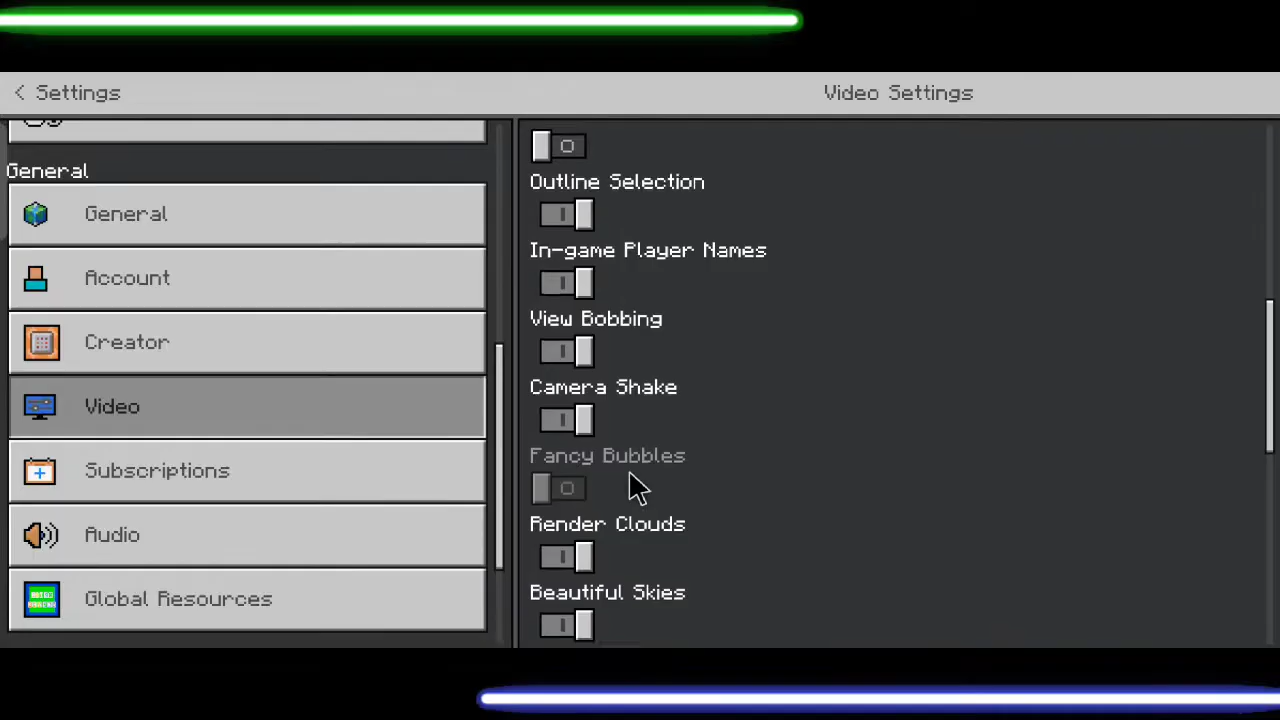 Settings
Video Settings
General
General
Account
Creator
Video
Subscriptions
Audio
Global Resources
Outline Selection
In-game Player Names
View Bobbing
Camera Shake
Fancy Bubbles
Render Clouds
Beautiful Skies